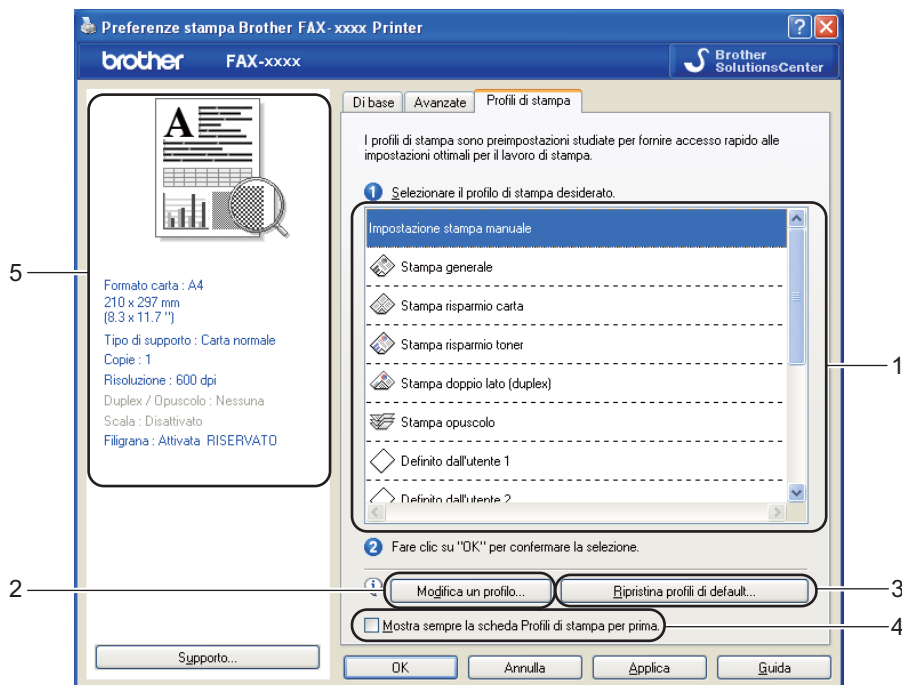 Preferenze stampa Brother FAX-xxxx Printer
brother FAX-xxxx
Brother
SolutionsCenter
A
Formato carta : A4
210 x 297 mm
(8.3 x 11.7 ")
Tipo di supporto : Carta normale
Copie : 1
Risoluzione : 600 dpi
Duplex / Opuscolo : Nessuna
Scala : Disattivato
Filigrana : Attivata RISERVATO
Supporto...
Di base Avanzate Profili di stampa
I profili di stampa sono preimpostazioni studiate per fornire accesso rapido alle
impostazioni ottimali per il lavoro di stampa.
1 Selezionare il profilo di stampa desiderato.
Impostazione stampa manuale
Stampa generale
Stampa risparmio carta
Stampa risparmio toner
Stampa doppio lato (duplex)
Stampa opuscolo
Definito dall'utente 1
Definito dall'utente 2
2 Fare clic su "OK" per confermare la selezione.
Modifica un profilo... Ripristina profili di default...
Mostra sempre la scheda Profili di stampa per prima.
OK Annulla Applica Guida
5
1
2
3
4